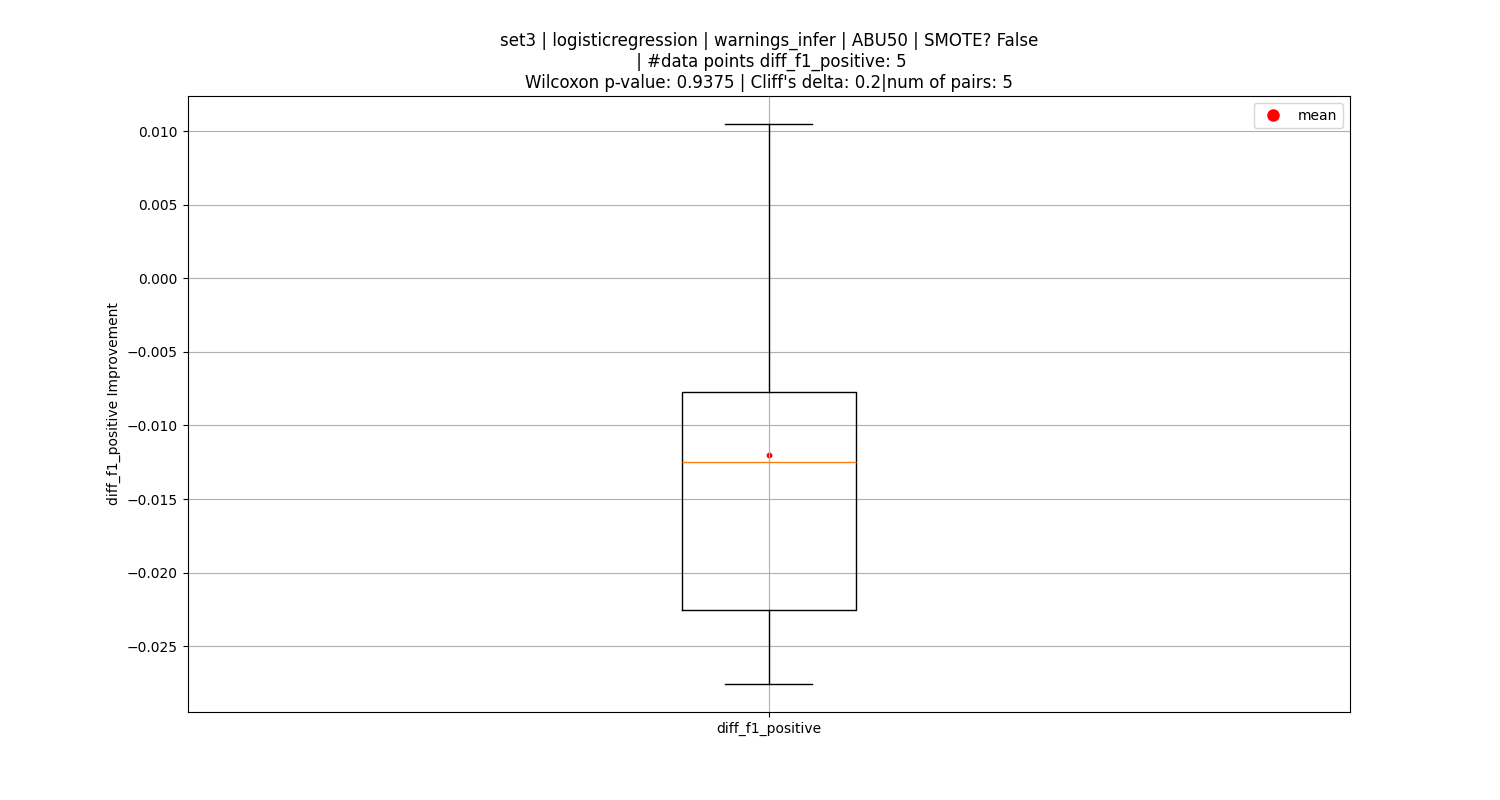 set3 | logisticregression | warnings_infer | ABU50 | SMOTE? False
| #data points diff_f1_positive: 5
Wilcoxon p-value: 0.9375 | Cliff's delta: 0.2|num of pairs: 5
mean
0.010
0.005
0.000
−0.005
−0.010
−0.015
−0.020
−0.025
diff_f1_positive Improvement
diff_f1_positive